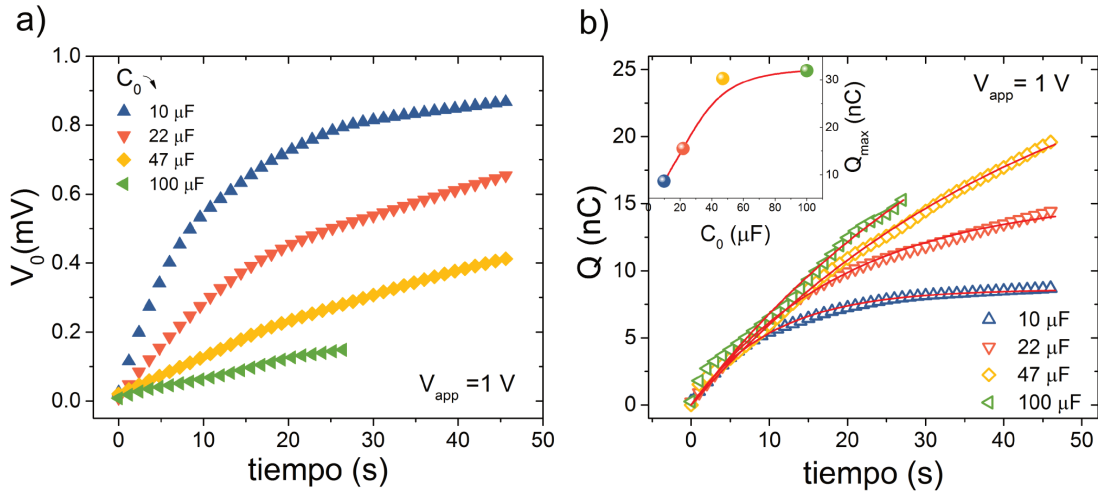 a)
V₀(mV)
1.0
0.8
0.6
0.4
0.2
0.0
C₀
10 µF
22 µF
47 µF
100 µF
V_app=1 V
0 10 20 30 40 50
tiempo (s)
b)
Q (nC)
25
20
15
10
5
0
V_app= 1 V
30
20
10
Q_max (nC)
0 20 40 60 80 100
C₀ (µF)
10 µF
22 µF
47 µF
100 µF
0 10 20 30 40 50
tiempo (s)